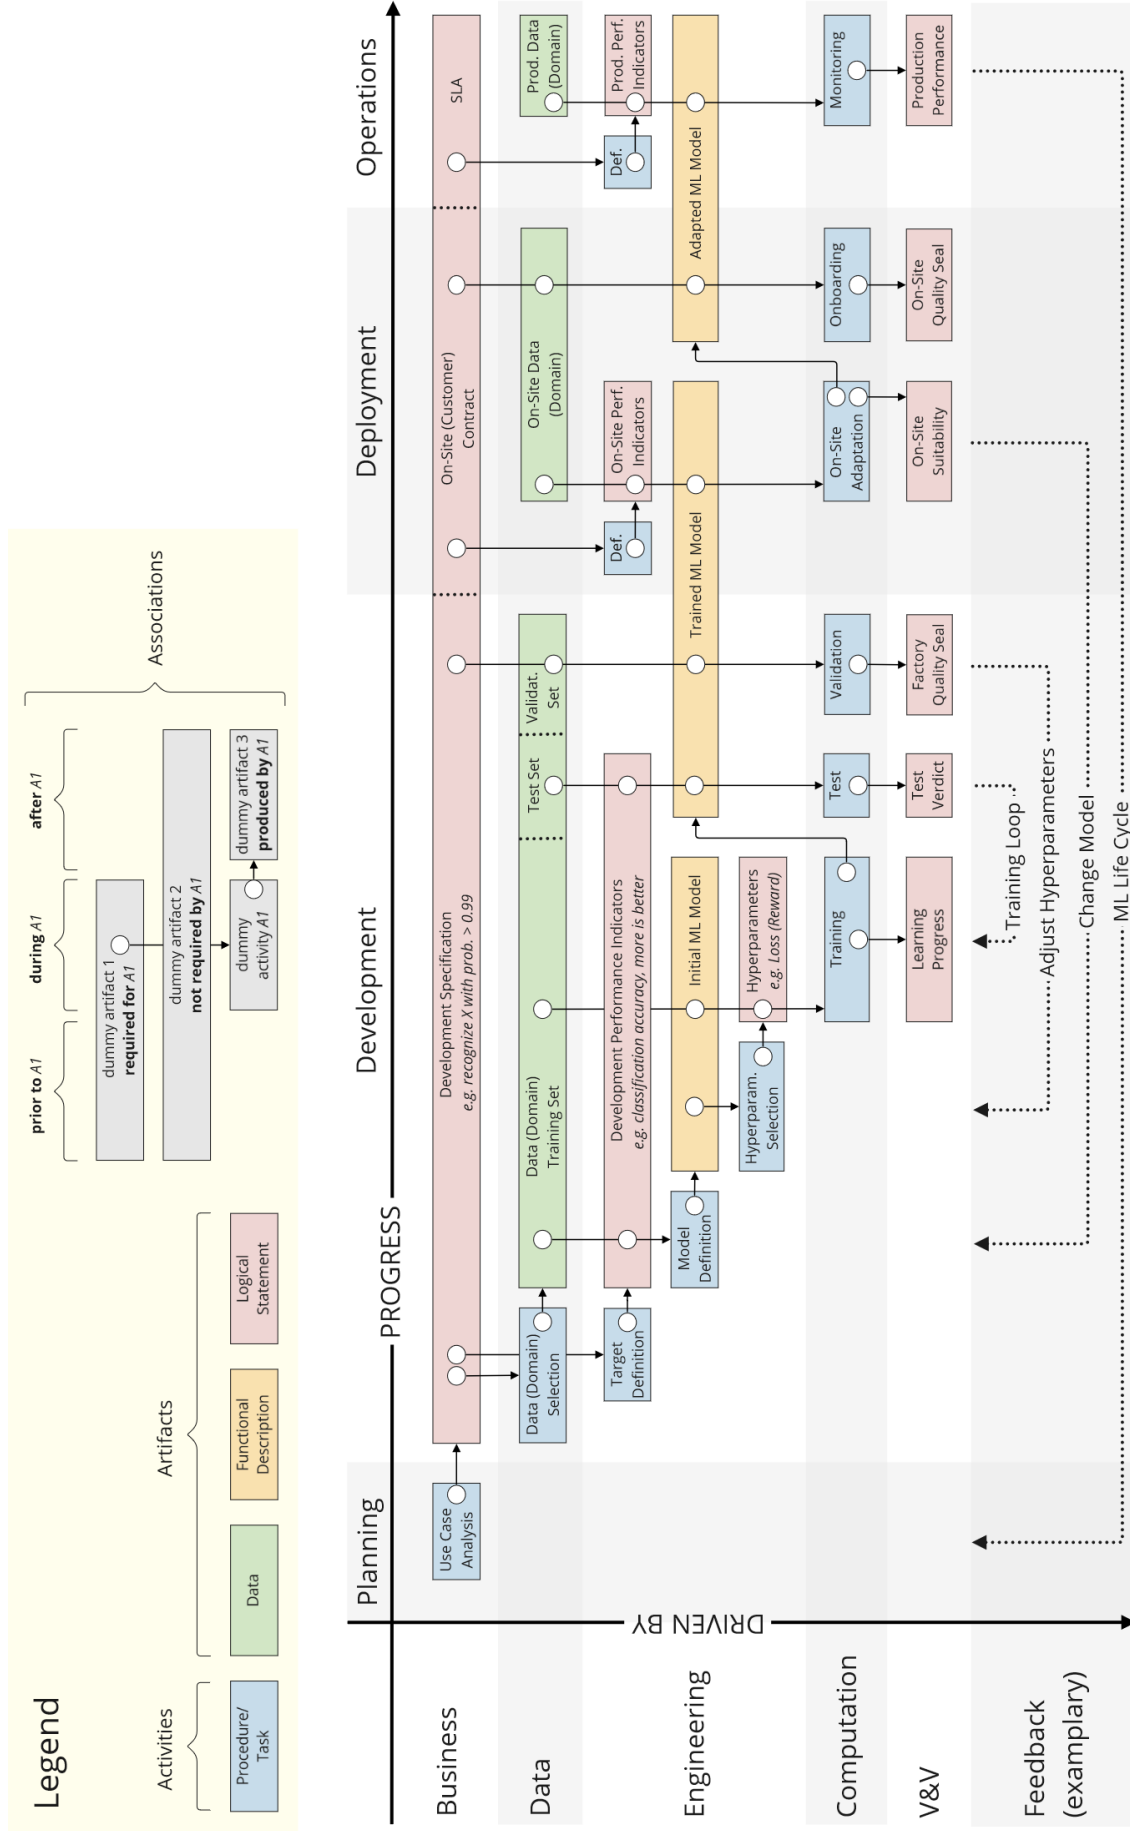 Legend
Activities
Artifacts
Procedure/
Task
Data
Functional
Description
Logical
Statement
prior to A1
during A1
after A1
dummy artifact 1
required for A1
dummy artifact 2
not required by A1
dummy
activity A1
dummy artifact 3
produced by A1
Associations
PROGRESS
DRIVEN BY
Planning
Development
Deployment
Operations
Business
Use Case
Analysis
Development Specification
e.g. recognize X with prob. > 0.99
On-Site (Customer)
Contract
SLA
Data
Data (Domain)
Selection
Data (Domain)
Training Set
Test Set
Validat.
Set
On-Site Data
(Domain)
Prod. Data
(Domain)
Engineering
Target
Definition
Development Performance Indicators
e.g. classification accuracy, more is better
Def.
On-Site Perf.
Indicators
Def.
Prod. Perf.
Indicators
Model
Definition
Initial ML Model
Trained ML Model
Adapted ML Model
Hyperparam.
Selection
Hyperparameters
e.g. Loss (Reward)
Computation
Training
Test
Validation
On-Site
Adaptation
Onboarding
Monitoring
V&V
Learning
Progress
Test
Verdict
Factory
Quality Seal
On-Site
Suitability
On-Site
Quality Seal
Production
Performance
Feedback
(examplary)
Training Loop
Adjust Hyperparameters
Change Model
ML Life Cycle